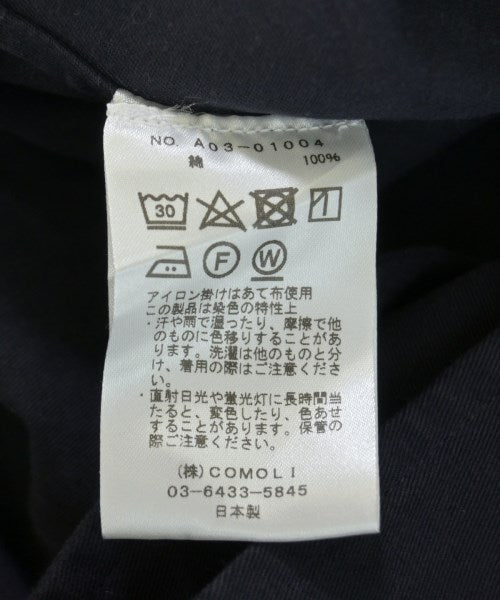 NO. A03-01004
綿 100%
30
F W
アイロン掛けはあて布使用
この製品は染色の特性上
・汗や雨で湿ったり、摩擦で他
のものに色移りすることがあ
ります。洗濯は他のものと分
け、着用の際はご注意くださ
い。
・直射日光や蛍光灯に長時間当
たると、変色したり、色あせ
することがあります。保管の
際ご注意ください。
(株)COMOLI
03-6433-5845
日本製